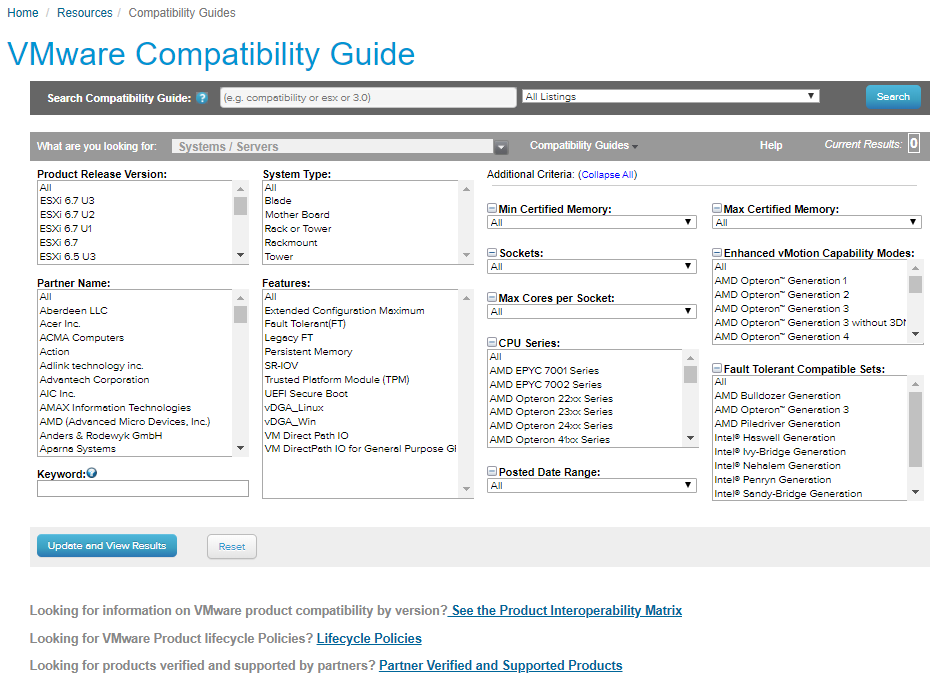 Home / Resources / Compatibility Guides
VMware Compatibility Guide
Search Compatibility Guide: ? (e.g. compatibility or esx or 3.0) All Listings Search
What are you looking for: Systems / Servers Compatibility Guides Help Current Results: 0
Product Release Version:
All
ESXi 6.7 U3
ESXi 6.7 U2
ESXi 6.7 U1
ESXi 6.7
ESXi 6.5 U3
System Type:
All
Blade
Mother Board
Rack or Tower
Rackmount
Tower
Partner Name:
All
Aberdeen LLC
Acer Inc.
ACMA Computers
Action
Adlink technology inc.
Advantech Corporation
AIC Inc.
AMAX Information Technologies
AMD (Advanced Micro Devices, Inc.)
Anders & Rodewyk GmbH
Aparna Systems
Features:
All
Extended Configuration Maximum
Fault Tolerant(FT)
Legacy FT
Persistent Memory
SR-IOV
Trusted Platform Module (TPM)
UEFI Secure Boot
vDGA_Linux
vDGA_Win
VM Direct Path IO
VM DirectPath IO for General Purpose GP
Keyword: ?
Additional Criteria: (Collapse All)
Min Certified Memory:
All
Sockets:
All
Max Cores per Socket:
All
CPU Series:
All
AMD EPYC 7001 Series
AMD EPYC 7002 Series
AMD Opteron 22xx Series
AMD Opteron 23xx Series
AMD Opteron 24xx Series
AMD Opteron 41xx Series
Posted Date Range:
All
Max Certified Memory:
All
Enhanced vMotion Capability Modes:
All
AMD Opteron™ Generation 1
AMD Opteron™ Generation 2
AMD Opteron™ Generation 3
AMD Opteron™ Generation 3 without 3DN
AMD Opteron™ Generation 4
Fault Tolerant Compatible Sets:
All
AMD Bulldozer Generation
AMD Opteron™ Generation 3
AMD Piledriver Generation
Intel® Haswell Generation
Intel® Ivy-Bridge Generation
Intel® Nehalem Generation
Intel® Penryn Generation
Intel® Sandy-Bridge Generation
Update and View Results Reset
Looking for information on VMware product compatibility by version? See the Product Interoperability Matrix
Looking for VMware Product lifecycle Policies? Lifecycle Policies
Looking for products verified and supported by partners? Partner Verified and Supported Products